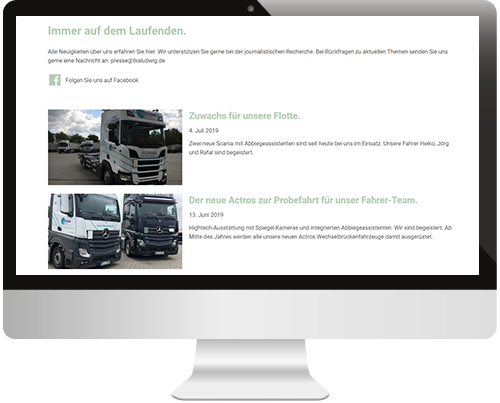 Immer auf dem Laufenden.
Alle Neuigkeiten über uns erfahren Sie hier. Wir unterstützen Sie gerne bei der journalistischen Recherche. Bei Rückfragen zu aktuellen Themen senden Sie uns
gerne eine Nachricht an: presse@tksludwig.de
Folgen Sie uns auf Facebook
Zuwachs für unsere Flotte.
4. Juli 2019
Zwei neue Scania mit Abbiegeassistenten sind seit heute bei uns im Einsatz. Unsere Fahrer Heiko, Jörg
und Rafal sind begeistert.
Der neue Actros zur Probefahrt für unser Fahrer-Team.
13. Juni 2019
Hightech-Ausstattung mit Spiegel-Kameras und integrierten Abbiegeassistenten. Wir sind begeistert. Ab
Mitte des Jahres werden alle unsere neuen Actros Wechselbrückenfahrzeuge damit ausgerüstet.